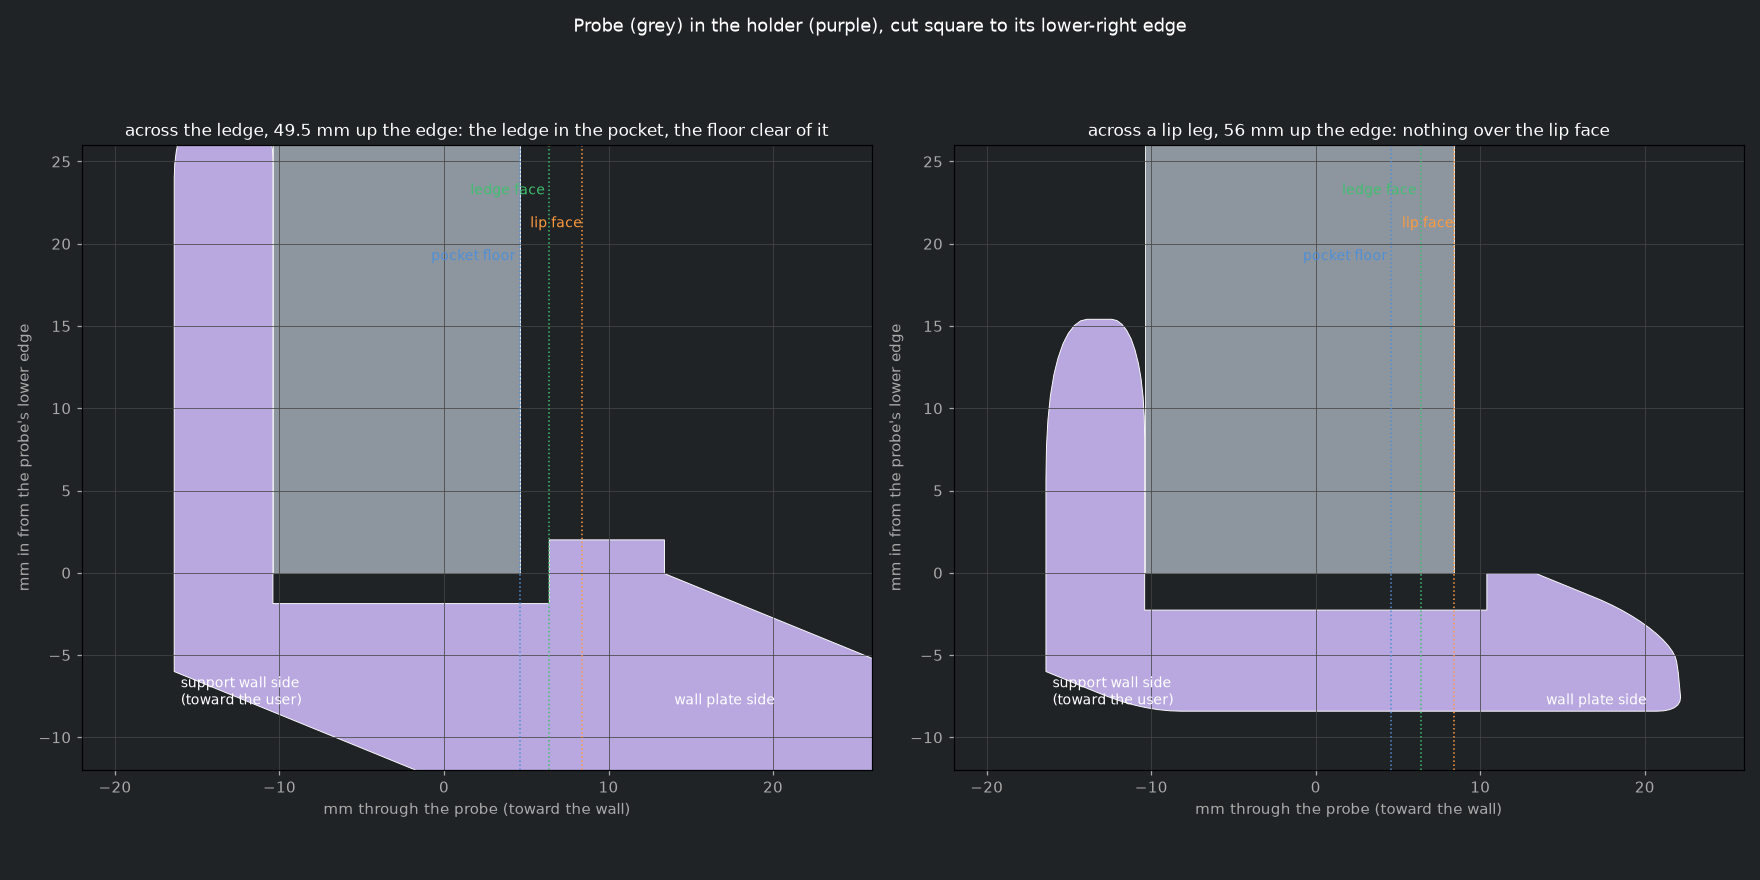 Probe (grey) in the holder (purple), cut square to its lower-right edge
across the ledge, 49.5 mm up the edge: the ledge in the pocket, the floor clear of it
mm in from the probe's lower edge
25
20
15
10
5
0
−5
−10
ledge face
lip face
pocket floor
support wall side
(toward the user)
wall plate side
−20
−10
0
10
20
mm through the probe (toward the wall)
across a lip leg, 56 mm up the edge: nothing over the lip face
mm in from the probe's lower edge
25
20
15
10
5
0
−5
−10
ledge face
lip face
pocket floor
support wall side
(toward the user)
wall plate side
−20
−10
0
10
20
mm through the probe (toward the wall)